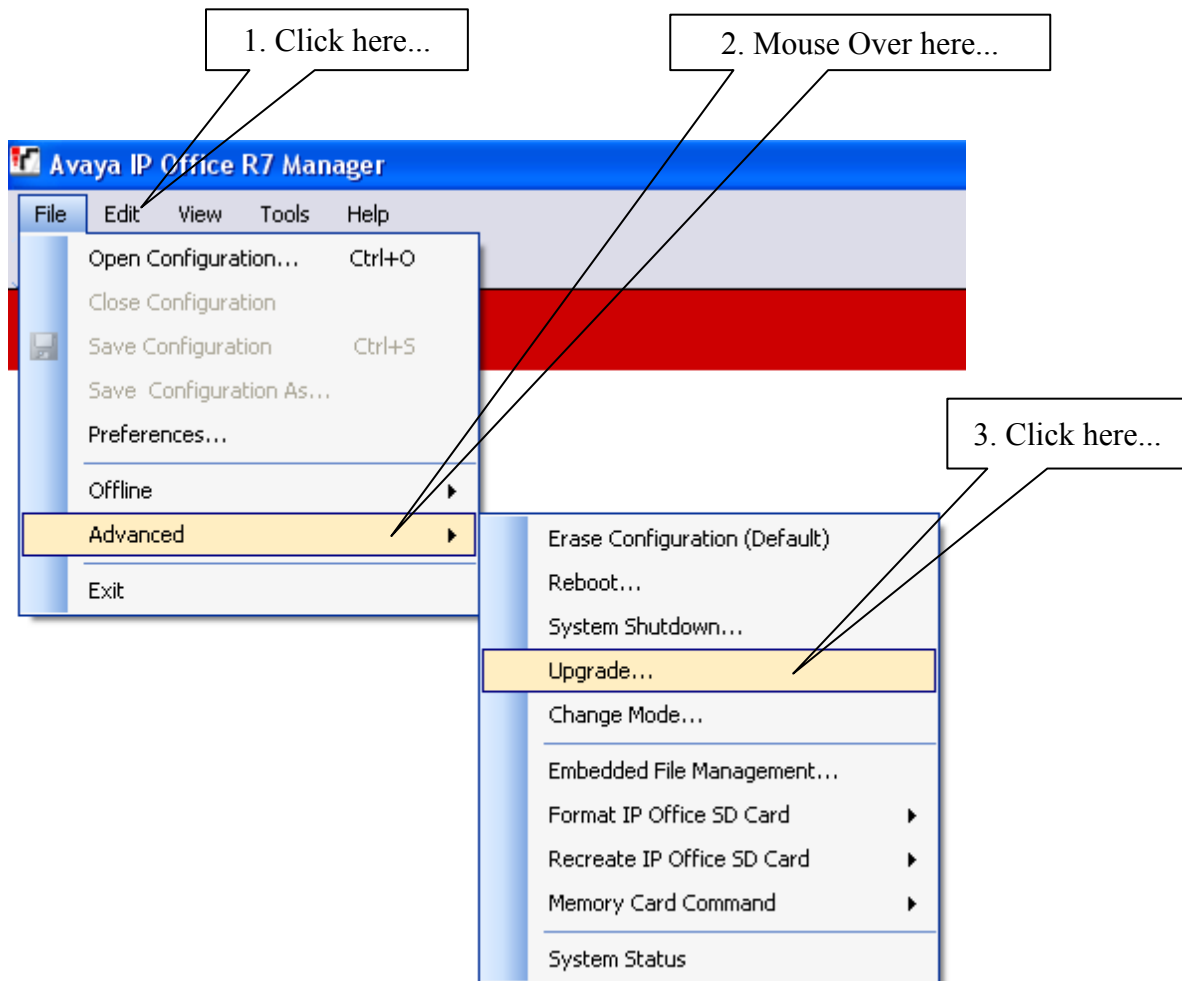 1. Click here...
2. Mouse Over here...
Avaya IP Office R7 Manager
File Edit View Tools Help
Open Configuration... Ctrl+O
Close Configuration
Save Configuration Ctrl+S
Save Configuration As...
Preferences...
3. Click here...
Offline
Advanced
Exit
Erase Configuration (Default)
Reboot...
System Shutdown...
Upgrade...
Change Mode...
Embedded File Management...
Format IP Office SD Card
Recreate IP Office SD Card
Memory Card Command
System Status